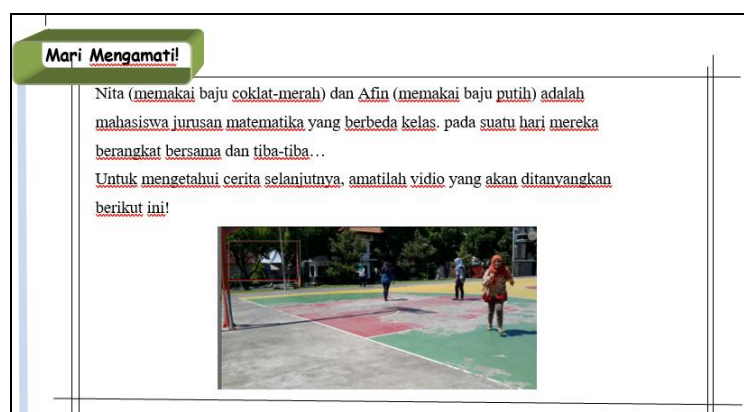 Mari Mengamati!
Nita (memakai baju coklat-merah) dan Afin (memakai baju putih) adalah
mahasiswa jurusan matematika yang berbeda kelas. pada suatu hari mereka
berangkat bersama dan tiba-tiba…
Untuk mengetahui cerita selanjutnya, amatilah vidio yang akan ditanyangkan
berikut ini!